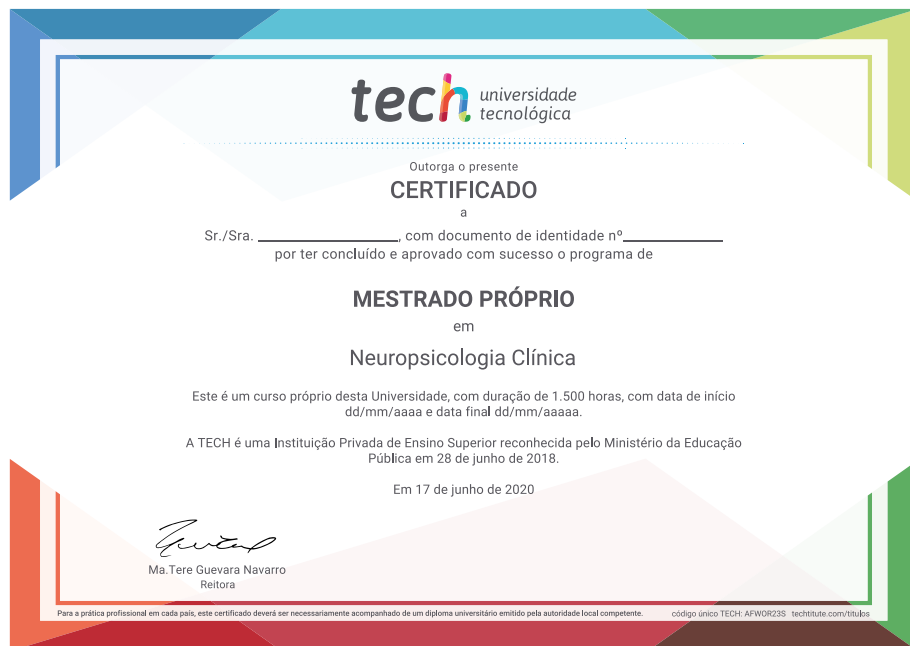 tech universidade
tecnológica
Outorga o presente
CERTIFICADO
a
Sr./Sra. ____________________, com documento de identidade nº______________
por ter concluído e aprovado com sucesso o programa de
MESTRADO PRÓPRIO
em
Neuropsicologia Clínica
Este é um curso próprio desta Universidade, com duração de 1.500 horas, com data de início
dd/mm/aaaa e data final dd/mm/aaaaa.
A TECH é uma Instituição Privada de Ensino Superior reconhecida pelo Ministério da Educação
Pública em 28 de junho de 2018.
Em 17 de junho de 2020
Ma.Tere Guevara Navarro
Reitora
Para a prática profissional em cada país, este certificado deverá ser necessariamente acompanhado de um diploma universitário emitido pela autoridade local competente. código único TECH: AFWOR23S techtitute.com/titulos